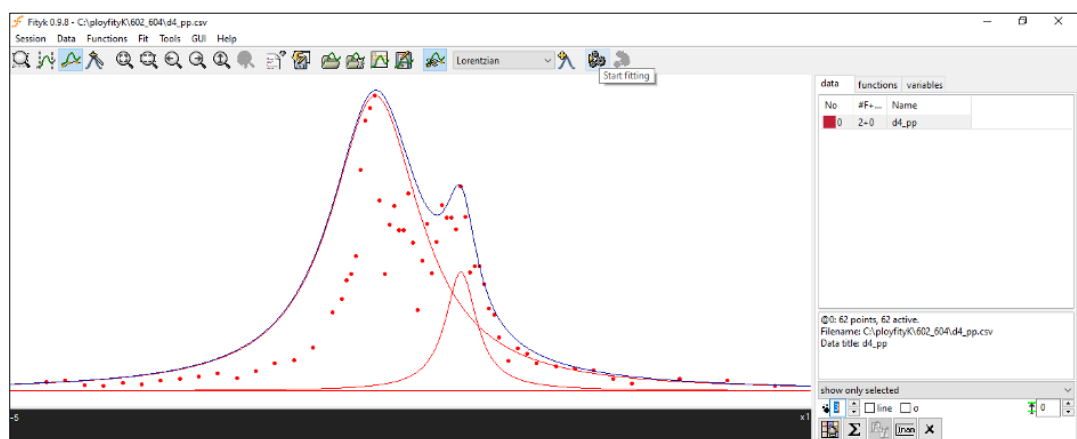 Fityk 0.9.8 - C:\ployfityK\602_604\d4_pp.csv
Session Data Functions Fit Tools GUI Help
Lorentzian
Start fitting
data functions variables
No #F+... Name
0 2+0 d4_pp
@0: 62 points, 62 active.
Filename: C:\ployfityK\602_604\d4_pp.csv
Data title: d4_pp
show only selected
3 line σ 0
Σ x
-5 x1